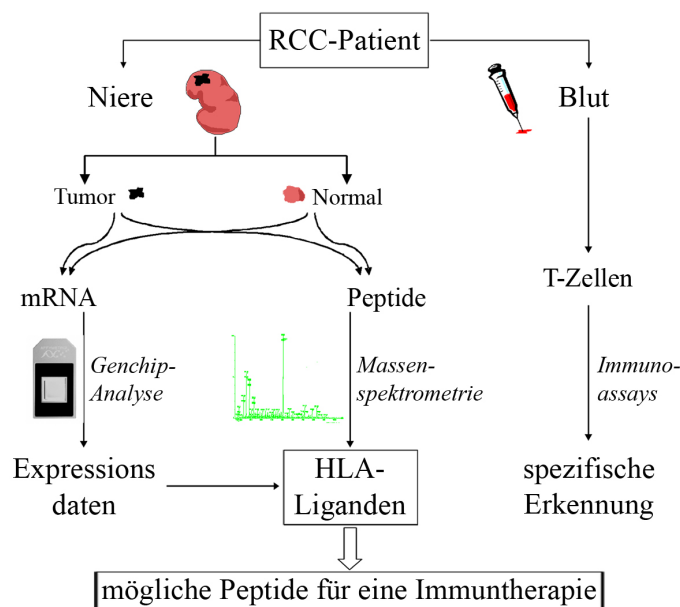 RCC-Patient
Niere
Blut
Tumor
Normal
mRNA
Peptide
T-Zellen
Genchip-
Analyse
Massen-
spektrometrie
Immuno-
assays
Expressions
daten
HLA-
Liganden
spezifische
Erkennung
mögliche Peptide für eine Immuntherapie